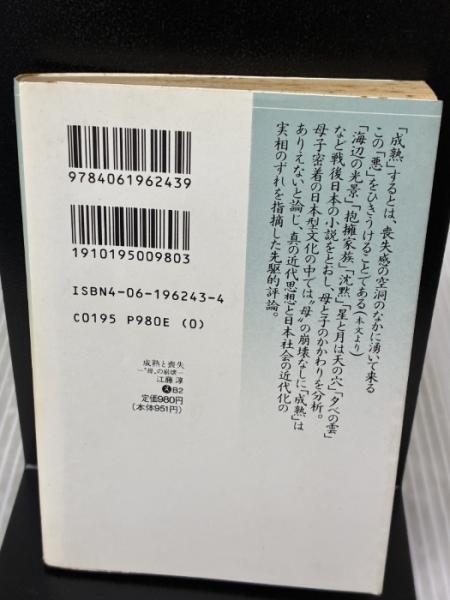 「成熟」するとは、喪失感の空洞のなかに湧いて来る
この「悪」をひきうけることである(本文より)
「海辺の光景」「抱擁家族」「沈黙」「星と月は天の穴」「夕べの雲」
など戦後日本の小説をとおし、母と子のかかわりを分析。
母子密着の日本型文化の中では〝母〟の崩壊なしに「成熟」は
ありえないと論じ、真の近代思想と日本社会の近代化の
実相のずれを指摘した先駆的評論。
9784061962439
1910195009803
ISBN4-06-196243-4
C0195 P980E (0)
成熟と喪失
―〝母〟の崩壊―
江藤 淳
え B2
定価980円
(本体951円)